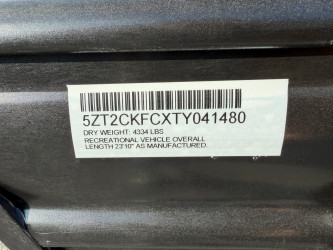 5ZT2CKFCXTY041480
DRY WEIGHT: 4334 LBS
RECREATIONAL VEHICLE OVERALL
LENGTH 23'10" AS MANUFACTURED.